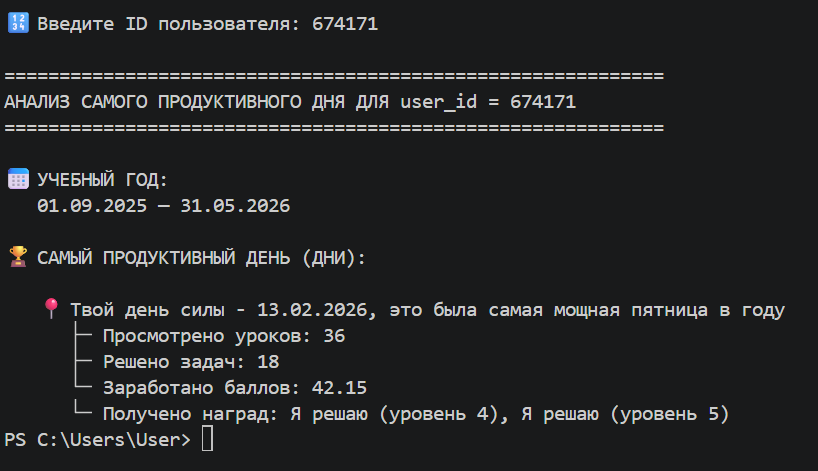 Введите ID пользователя: 674171
============================================================
АНАЛИЗ САМОГО ПРОДУКТИВНОГО ДНЯ ДЛЯ user_id = 674171
============================================================
УЧЕБНЫЙ ГОД:
01.09.2025 — 31.05.2026
САМЫЙ ПРОДУКТИВНЫЙ ДЕНЬ (ДНИ):
Твой день силы - 13.02.2026, это была самая мощная пятница в году
├─ Просмотрено уроков: 36
├─ Решено задач: 18
└─ Заработано баллов: 42.15
└─ Получено наград: Я решаю (уровень 4), Я решаю (уровень 5)
PS C:\Users\User>